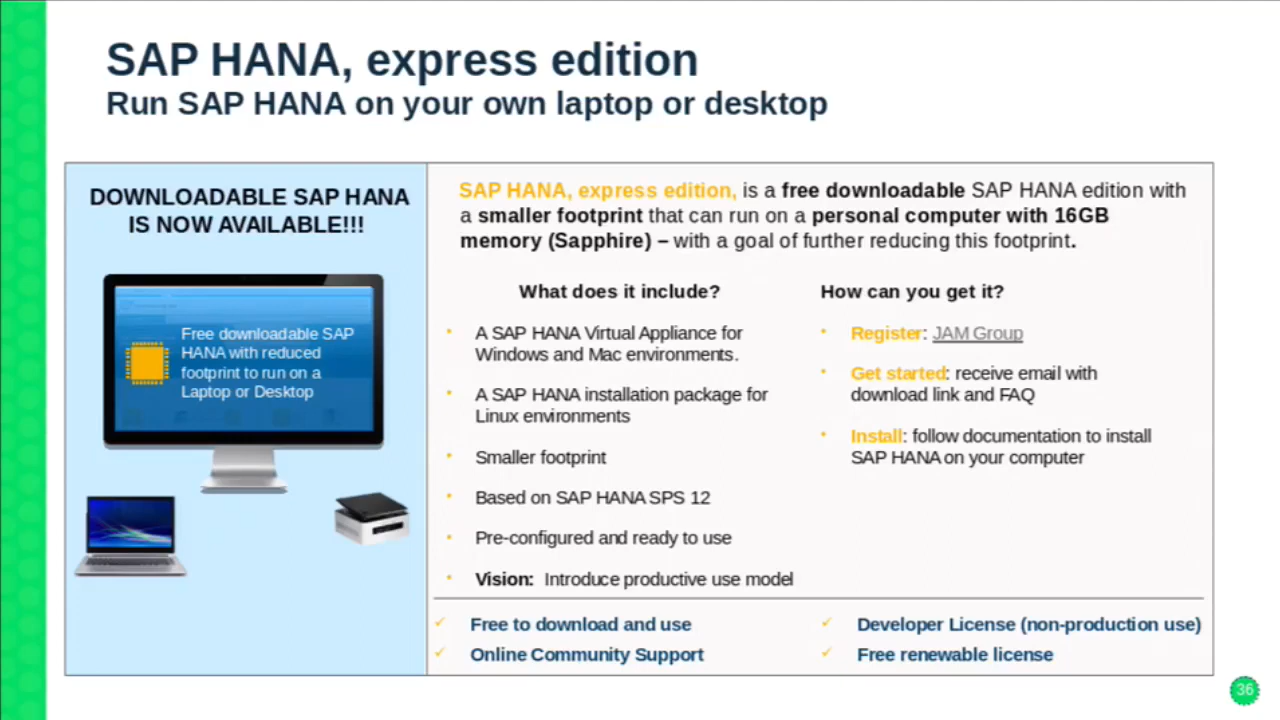 SAP HANA, express edition
Run SAP HANA on your own laptop or desktop
DOWNLOADABLE SAP HANA
IS NOW AVAILABLE!!!
Free downloadable SAP
HANA with reduced
footprint to run on a
Laptop or Desktop
SAP HANA, express edition, is a free downloadable SAP HANA edition with
a smaller footprint that can run on a personal computer with 16GB
memory (Sapphire) – with a goal of further reducing this footprint.
What does it include?
• A SAP HANA Virtual Appliance for
Windows and Mac environments.
• A SAP HANA installation package for
Linux environments
• Smaller footprint
• Based on SAP HANA SPS 12
• Pre-configured and ready to use
• Vision: Introduce productive use model
How can you get it?
• Register: JAM Group
• Get started: receive email with
download link and FAQ
• Install: follow documentation to install
SAP HANA on your computer
✓ Free to download and use
✓ Online Community Support
✓ Developer License (non-production use)
✓ Free renewable license
36